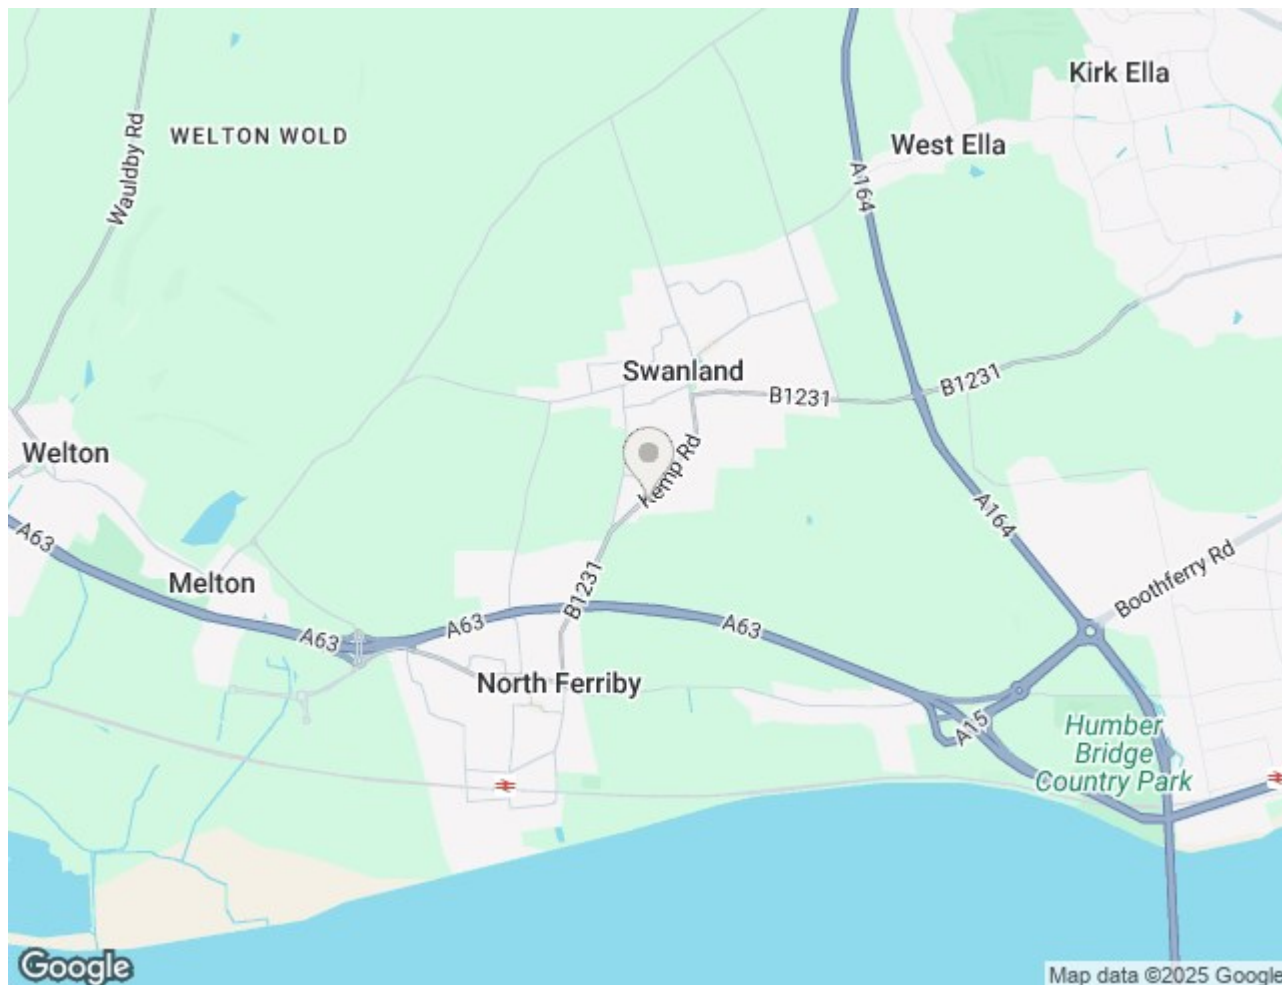 Kirk Ella
WELTON WOLD
West Ella
Wauldby Rd
A164
Swanland
B1231
B1231
Welton
Kemp Rd
A63
A164
Melton
B1231
Boothferry Rd
A63
A63
A63
North Ferriby
A15
Humber
Bridge
Country Park
Google
Map data ©2025 Google